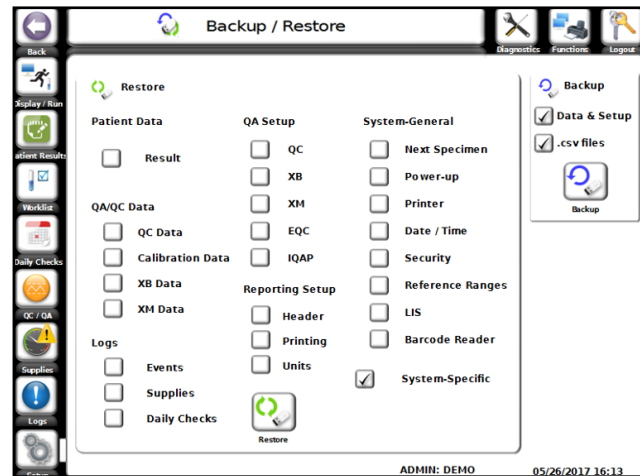 Backup / Restore
Back
Diagnostics
Functions
Logout
Display / Run
Patient Results
Worklist
Daily Checks
QC / QA
Supplies
Logs
Setup
Restore
Patient Data
Result
QA/QC Data
QC Data
Calibration Data
XB Data
XM Data
Logs
Events
Supplies
Daily Checks
QA Setup
QC
XB
XM
EQC
IQAP
Reporting Setup
Header
Printing
Units
Restore
System-General
Next Specimen
Power-up
Printer
Date / Time
Security
Reference Ranges
LIS
Barcode Reader
System-Specific
Backup
Data & Setup
.csv files
Backup
ADMIN: DEMO
05/26/2017 16:13